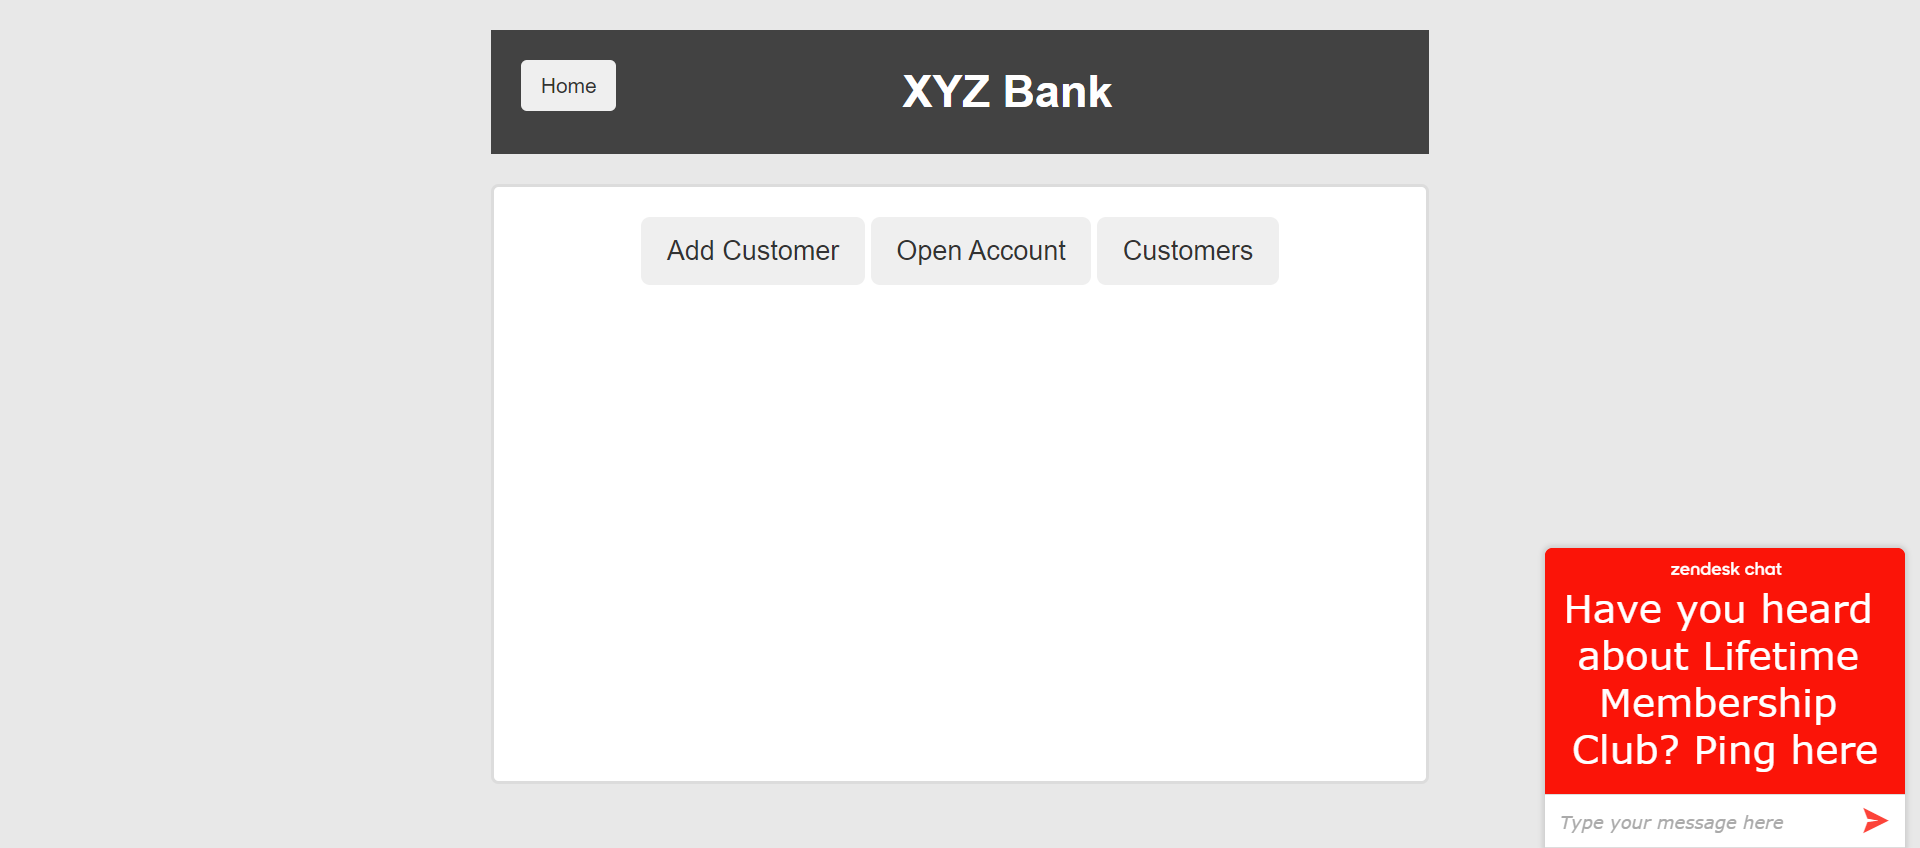 Home
XYZ Bank
Add Customer
Open Account
Customers
zendesk chat
Have you heard
about Lifetime
Membership
Club? Ping here
Type your message here